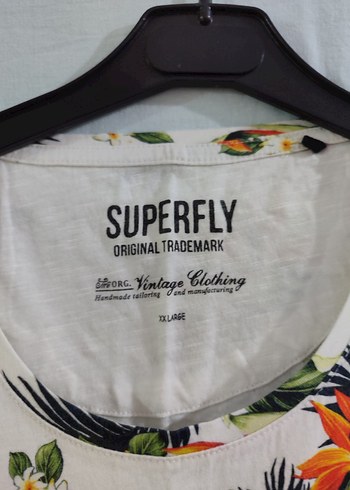 SUPERFLY
ORIGINAL TRADEMARK
ORG. Vintage Clothing
Handmade tailoring and manufacturing
XX LARGE